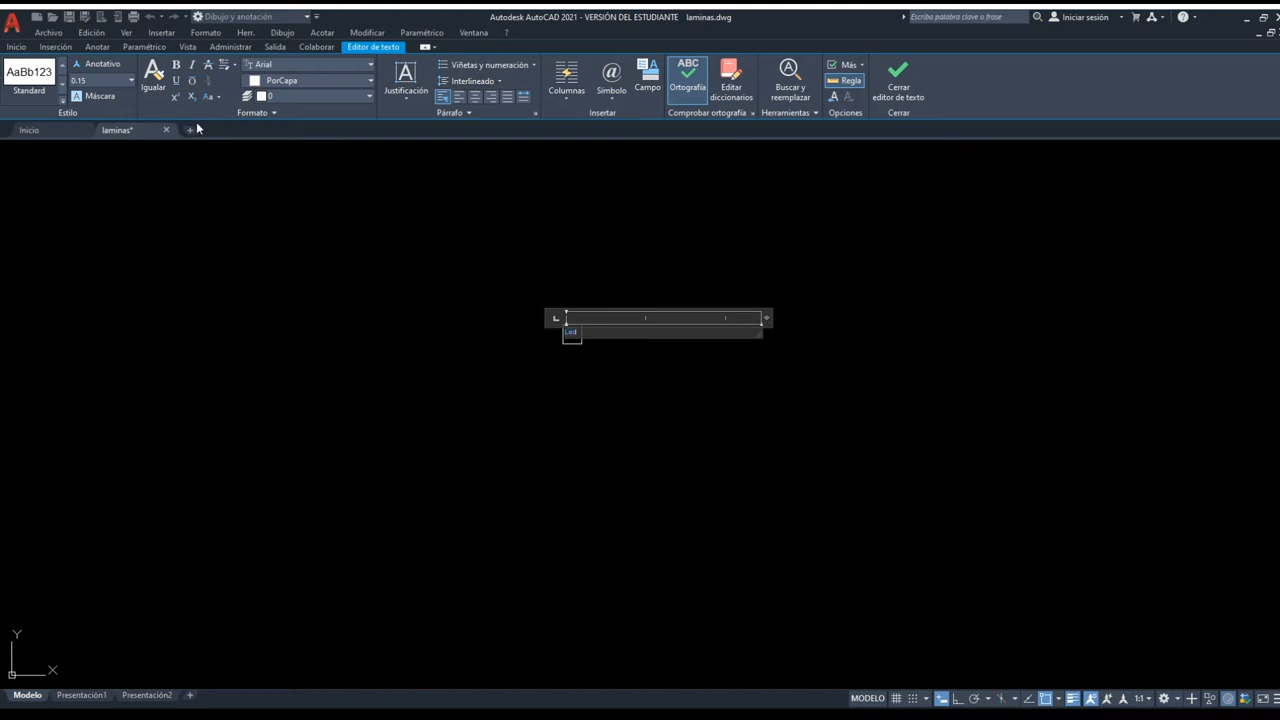 Dibujo y anotación
Autodesk AutoCAD 2021 - VERSIÓN DEL ESTUDIANTE laminas.dwg
Escriba palabra clave o frase
Iniciar sesión
?
Archivo Edición Ver Insertar Formato Herr. Dibujo Acotar Modificar Paramétrico Ventana ?
Inicio Inserción Anotar Paramétrico Vista Administrar Salida Colaborar Editor de texto
AaBb123
Standard
Anotativo
0.15
A Máscara
Estilo
Igualar
B I A
U O
X² X₂ Aa
Arial
PorCapa
0
Formato
A
Justificación
Viñetas y numeración
Interlineado
Párrafo
Columnas
@
Símbolo
A
Campo
Insertar
ABC
Ortografía
Editar
diccionarios
Comprobar ortografía
Buscar y
reemplazar
Herramientas
Más
Regla
Opciones
Cerrar
editor de texto
Cerrar
Inicio
laminas*
Led
Y
X
Modelo Presentación1 Presentación2 +
MODELO
1:1